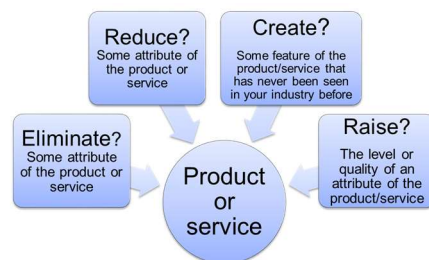 Reduce?
Some attribute of
the product or
service
Create?
Some feature of the
product/service that
has never been seen
in your industry before
Eliminate?
Some attribute
of the product or
service
Raise?
The level or
quality of an
attribute of the
product/service
Product
or
service